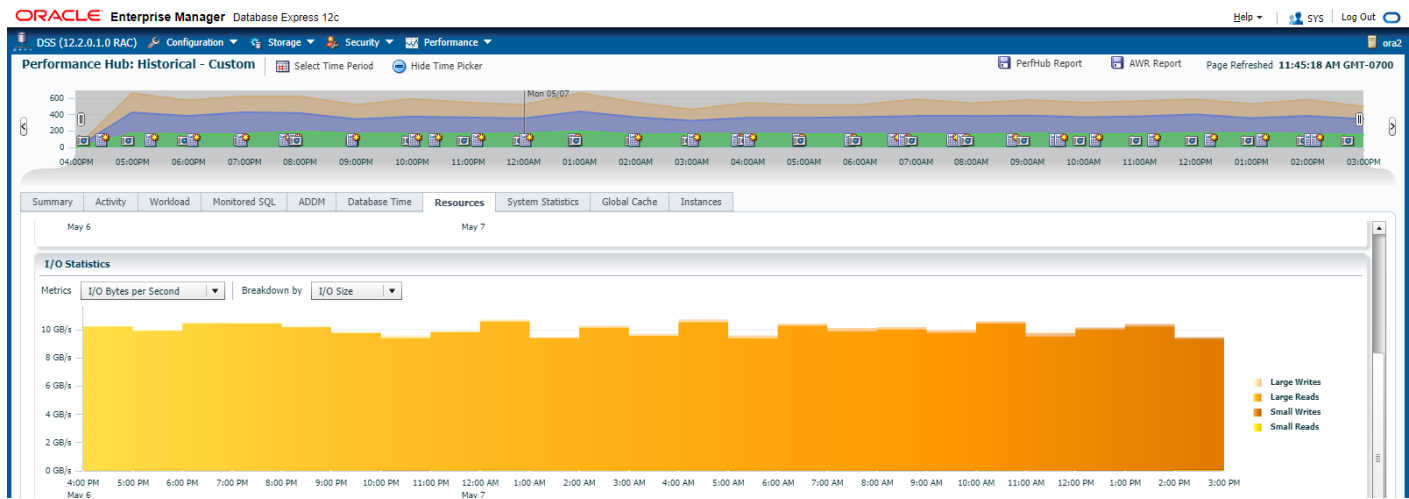 ORACLE Enterprise Manager Database Express 12c
Help SYS Log Out
DSS (12.2.0.1.0 RAC) Configuration Storage Security Performance ora2
Performance Hub: Historical - Custom Select Time Period Hide Time Picker PerfHub Report AWR Report Page Refreshed 11:45:18 AM GMT-0700
Mon 05/07
600
400
200
0
04:00PM 05:00PM 06:00PM 07:00PM 08:00PM 09:00PM 10:00PM 11:00PM 12:00AM 01:00AM 02:00AM 03:00AM 04:00AM 05:00AM 06:00AM 07:00AM 08:00AM 09:00AM 10:00AM 11:00AM 12:00PM 01:00PM 02:00PM 03:00PM
Summary Activity Workload Monitored SQL ADDM Database Time Resources System Statistics Global Cache Instances
May 6 May 7
I/O Statistics
Metrics I/O Bytes per Second Breakdown by I/O Size
10 GB/s
8 GB/s
6 GB/s
4 GB/s
2 GB/s
0 GB/s
Large Writes
Large Reads
Small Writes
Small Reads
4:00 PM 5:00 PM 6:00 PM 7:00 PM 8:00 PM 9:00 PM 10:00 PM 11:00 PM 12:00 AM 1:00 AM 2:00 AM 3:00 AM 4:00 AM 5:00 AM 6:00 AM 7:00 AM 8:00 AM 9:00 AM 10:00 AM 11:00 AM 12:00 PM 1:00 PM 2:00 PM 3:00 PM
May 6 May 7